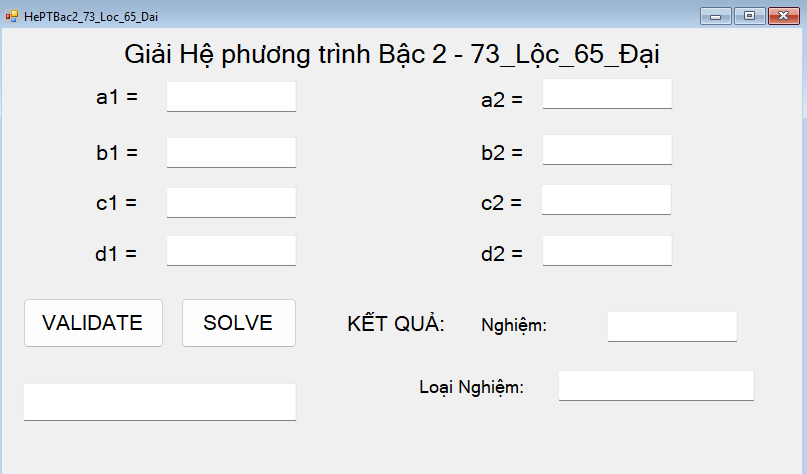 HePTBac2_73_Loc_65_Dai
Giải Hệ phương trình Bậc 2 - 73_Lộc_65_Đại
a1 =
a2 =
b1 =
b2 =
c1 =
c2 =
d1 =
d2 =
VALIDATE
SOLVE
KẾT QUẢ:
Nghiệm:
Loại Nghiệm: